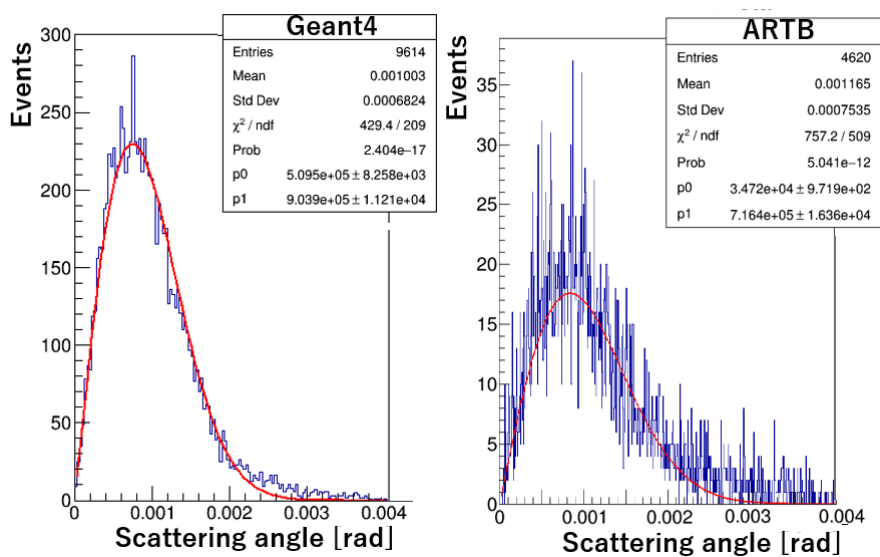 Geant4
Entries 9614
Mean 0.001003
Std Dev 0.0006824
χ² / ndf 429.4 / 209
Prob 2.404e−17
p0 5.095e+05 ± 8.258e+03
p1 9.039e+05 ± 1.121e+04
Events
300
250
200
150
100
50
0
0 0.001 0.002 0.003 0.004
Scattering angle [rad]
ARTB
Entries 4620
Mean 0.001165
Std Dev 0.0007535
χ² / ndf 757.2 / 509
Prob 5.041e−12
p0 3.472e+04 ± 9.719e+02
p1 7.164e+05 ± 1.636e+04
Events
35
30
25
20
15
10
5
0
0 0.001 0.002 0.003 0.004
Scattering angle [rad]